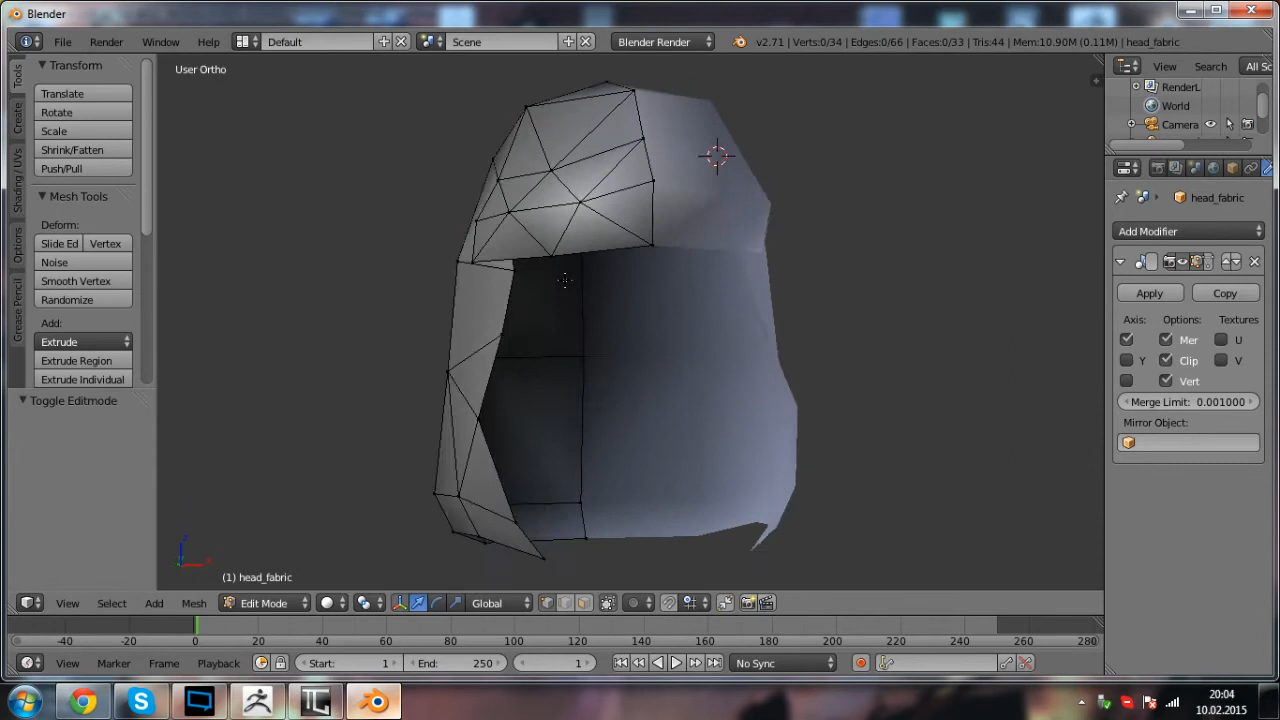 Blender
File Render Window Help Default Scene Blender Render v2.71 | Verts:0/34 | Edges:0/66 | Faces:0/33 | Tris:44 | Mem:10.90M (0.11M) | head_fabric
Tools
Create
Shading / UVs
Options
Grease Pencil
Transform
Translate
Rotate
Scale
Shrink/Fatten
Push/Pull
Mesh Tools
Deform:
Slide Ed Vertex
Noise
Smooth Vertex
Randomize
Add:
Extrude
Extrude Region
Extrude Individual
Toggle Editmode
User Ortho
(1) head_fabric
View Search All Sc
RenderL
World
Camera
head_fabric
Add Modifier
Apply Copy
Axis: Options: Textures
Mer U
Y Clip V
Vert
Merge Limit: 0.001000
Mirror Object:
View Select Add Mesh Edit Mode Global
-40 -20 0 20 40 60 80 100 120 140 160 180 200 220 240 260 280
View Marker Frame Playback Start: 1 End: 250 1 No Sync
20:04
10.02.2015